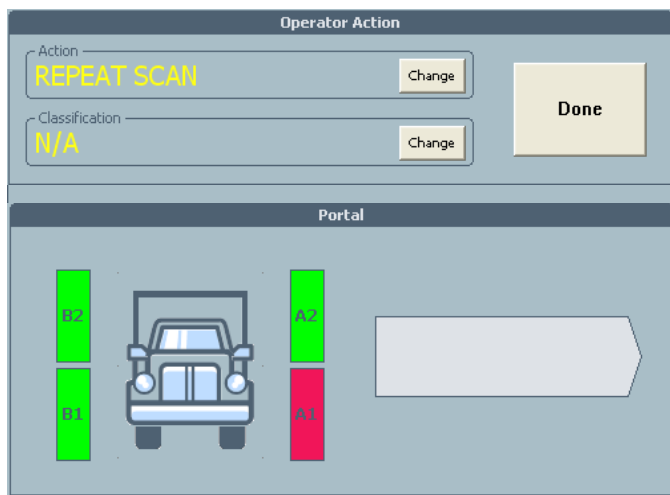 Operator Action
Action
REPEAT SCAN
Change
Classification
N/A
Change
Done
Portal
B2
A2
B1
A1